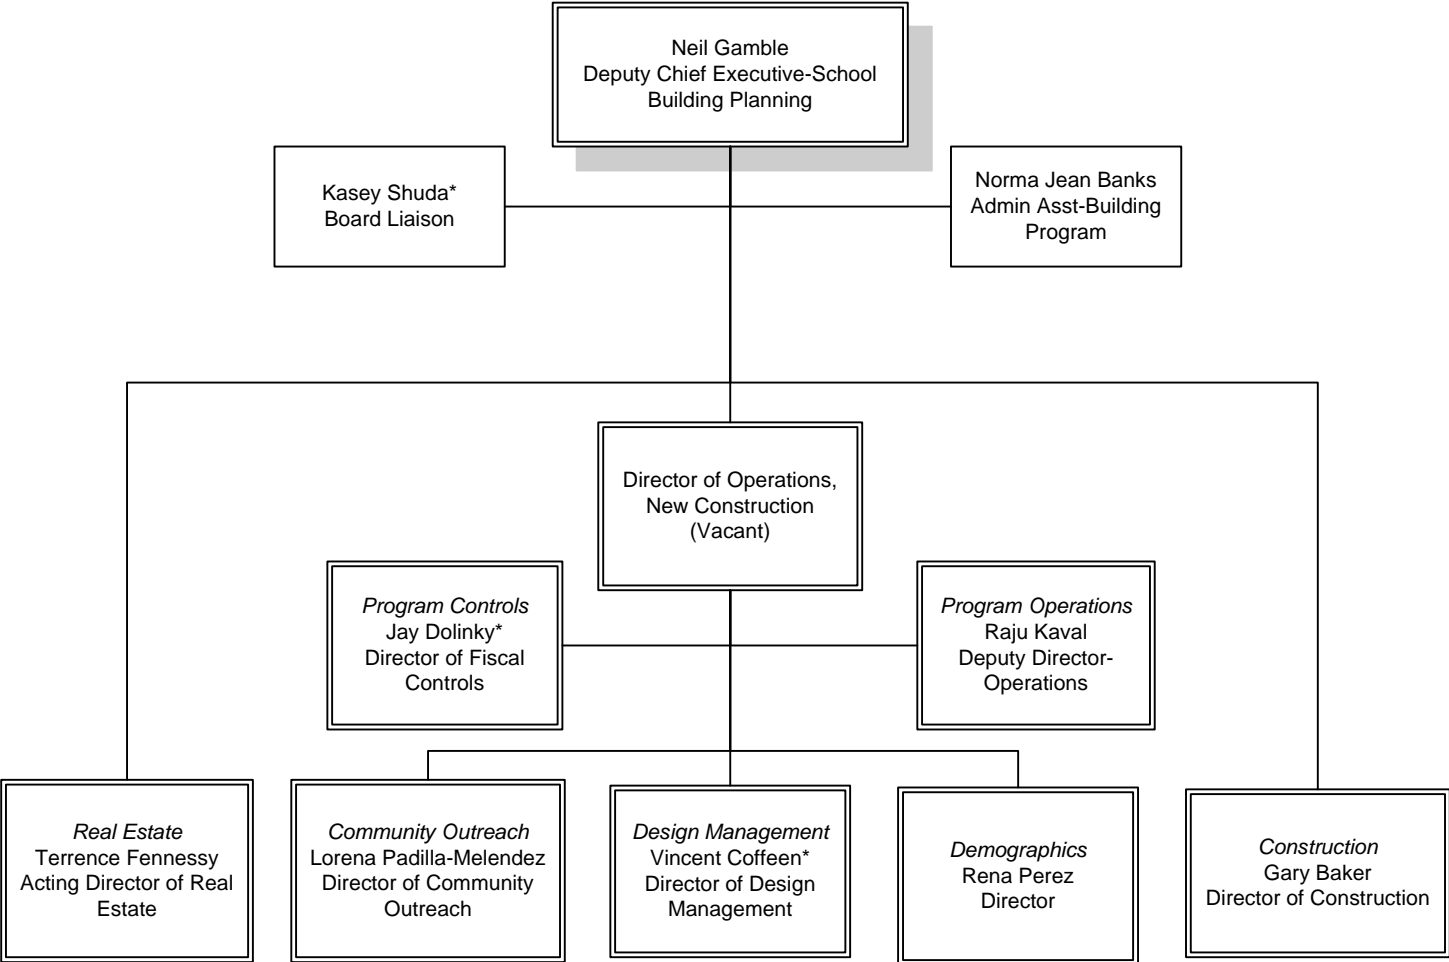 Neil Gamble
Deputy Chief Executive-School
Building Planning
Kasey Shuda*
Board Liaison
Norma Jean Banks
Admin Asst-Building
Program
Director of Operations,
New Construction
(Vacant)
Program Controls
Jay Dolinky*
Director of Fiscal
Controls
Program Operations
Raju Kaval
Deputy Director-
Operations
Real Estate
Terrence Fennessy
Acting Director of Real
Estate
Community Outreach
Lorena Padilla-Melendez
Director of Community
Outreach
Design Management
Vincent Coffeen*
Director of Design
Management
Demographics
Rena Perez
Director
Construction
Gary Baker
Director of Construction